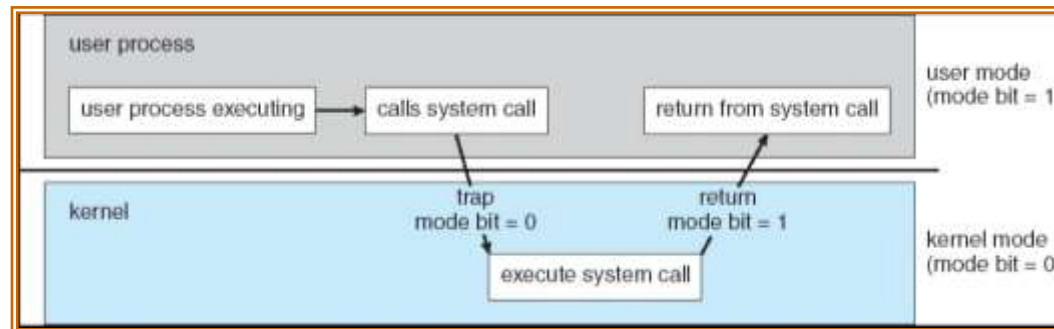 user process
user process executing
calls system call
return from system call
user mode
(mode bit = 1
kernel
trap
mode bit = 0
return
mode bit = 1
execute system call
kernel mode
(mode bit = 0